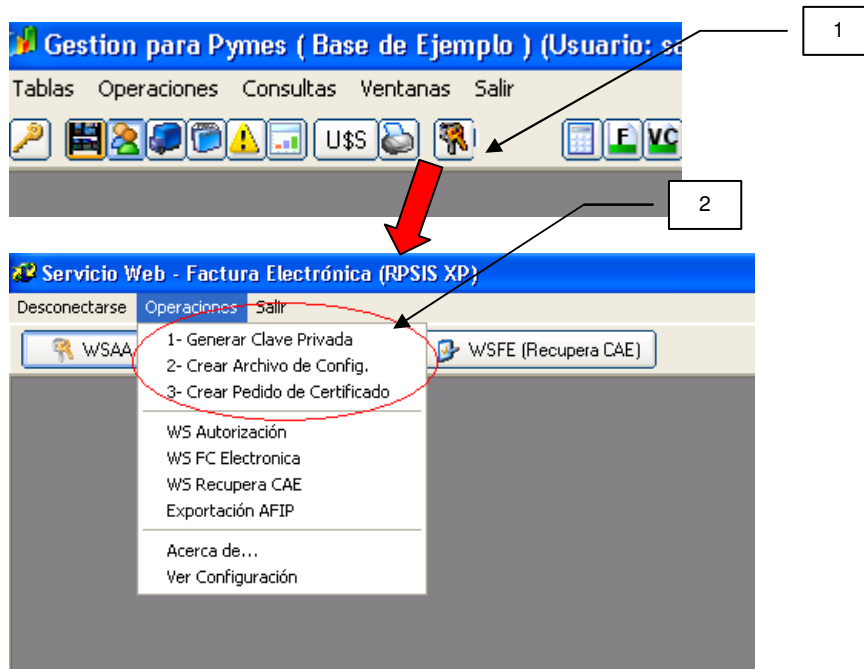 1
Gestion para Pymes ( Base de Ejemplo ) (Usuario: sa
Tablas Operaciones Consultas Ventanas Salir
U$S F VC
2
Servicio Web - Factura Electrónica (RPSIS XP)
Desconectarse Operaciones Salir
WSAA WSFE (Recupera CAE)
1- Generar Clave Privada
2- Crear Archivo de Config.
3- Crear Pedido de Certificado
WS Autorización
WS FC Electronica
WS Recupera CAE
Exportación AFIP
Acerca de...
Ver Configuración